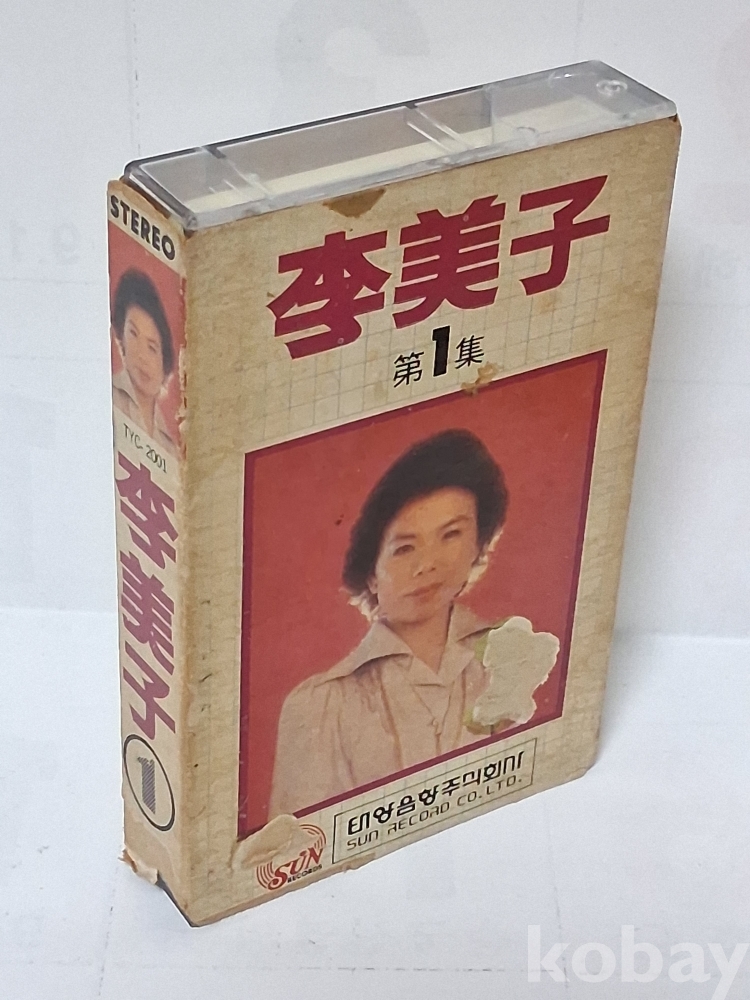 STEREO
TYC-2001
李美子
1
李美子
第1集
태양음향주식회사
SUN RECORD CO. LTD.
SUN
RECORDS
kobay